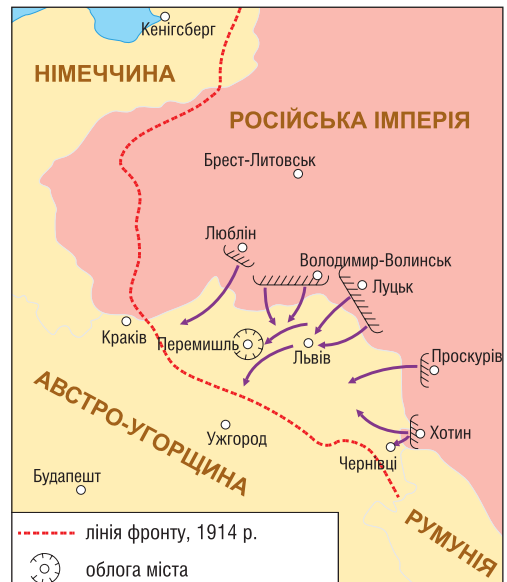 Кенігсберг
НІМЕЧЧИНА
РОСІЙСЬКА ІМПЕРІЯ
Брест-Литовськ
Люблін
Володимир-Волинськ
Луцьк
Краків
Перемишль
Львів
Проскурів
АВСТРО-УГОРЩИНА
Ужгород
Хотин
Чернівці
Будапешт
РУМУНІЯ
лінія фронту, 1914 р.
облога міста